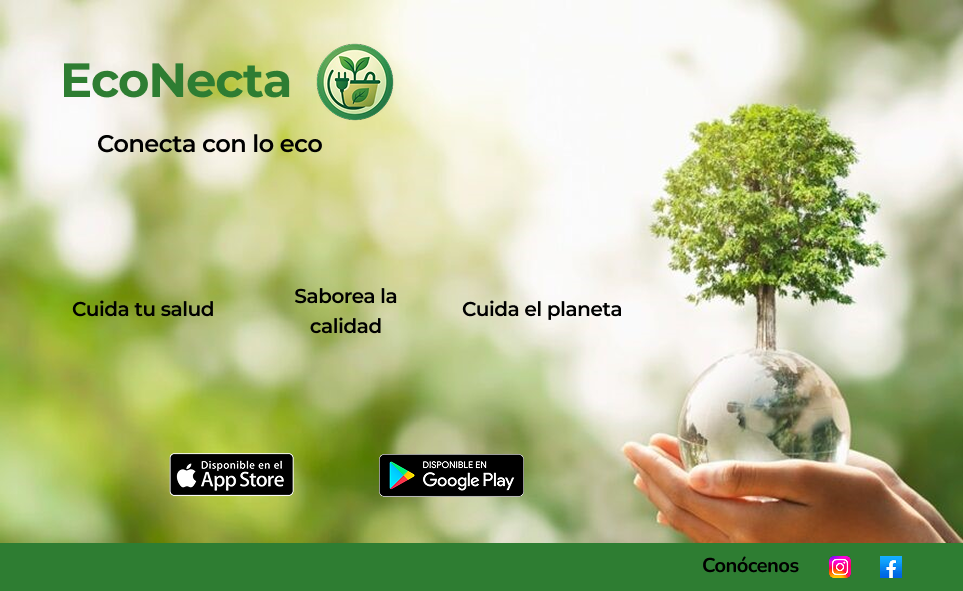 EcoNecta
Conecta con lo eco
Cuida tu salud
Saborea la
calidad
Cuida el planeta
Disponible en el
App Store
DISPONIBLE EN
Google Play
Conócenos